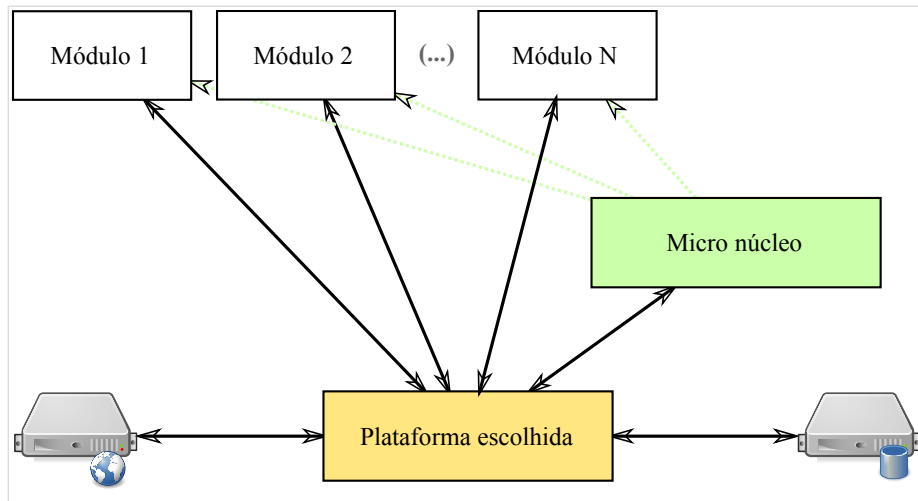 Módulo 1
Módulo 2
(...)
Módulo N
Micro núcleo
Plataforma escolhida